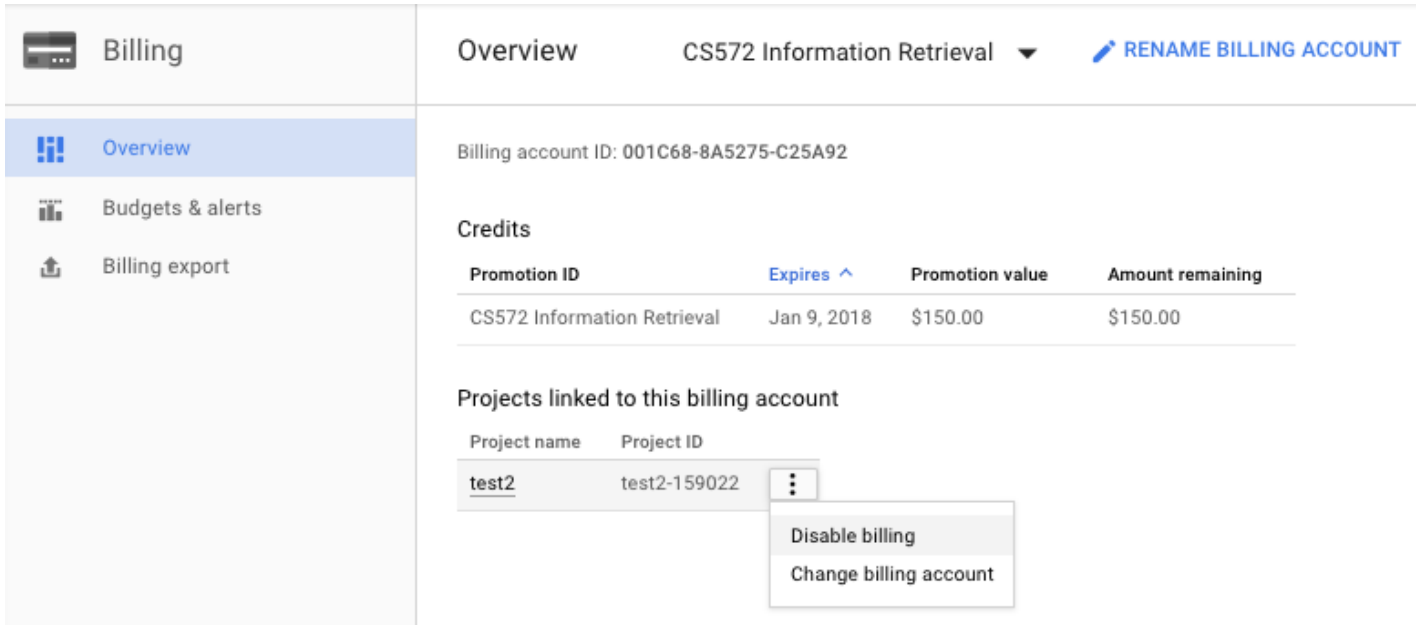 Billing
Overview CS572 Information Retrieval RENAME BILLING ACCOUNT
Overview
Budgets & alerts
Billing export
Billing account ID: 001C68-8A5275-C25A92
Credits
Promotion ID Expires Promotion value Amount remaining
CS572 Information Retrieval Jan 9, 2018 $150.00 $150.00
Projects linked to this billing account
Project name Project ID
test2 test2-159022
Disable billing
Change billing account